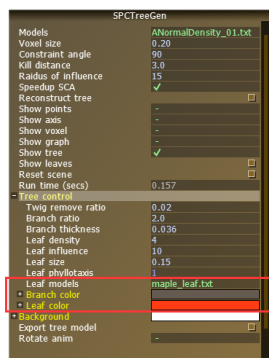 SPCTreeGen
Models ANormalDensity_01.txt
Voxel size 0.20
Constraint angle 90
Kill distance 3.0
Raidus of influence 15
Speedup SCA ✓
Reconstruct tree
Show points -
Show axis -
Show voxel -
Show graph -
Show tree ✓
Show leaves
Reset scene
Run time (secs) 0.157
Tree control
Twig remove ratio 0.02
Branch ratio 2.0
Branch thickness 0.036
Leaf density 4
Leaf influence 10
Leaf size 0.15
Leaf phyllotaxis 1
Leaf models maple_leaf.txt
Branch color
Leaf color
Background
Export tree model
Rotate anim -